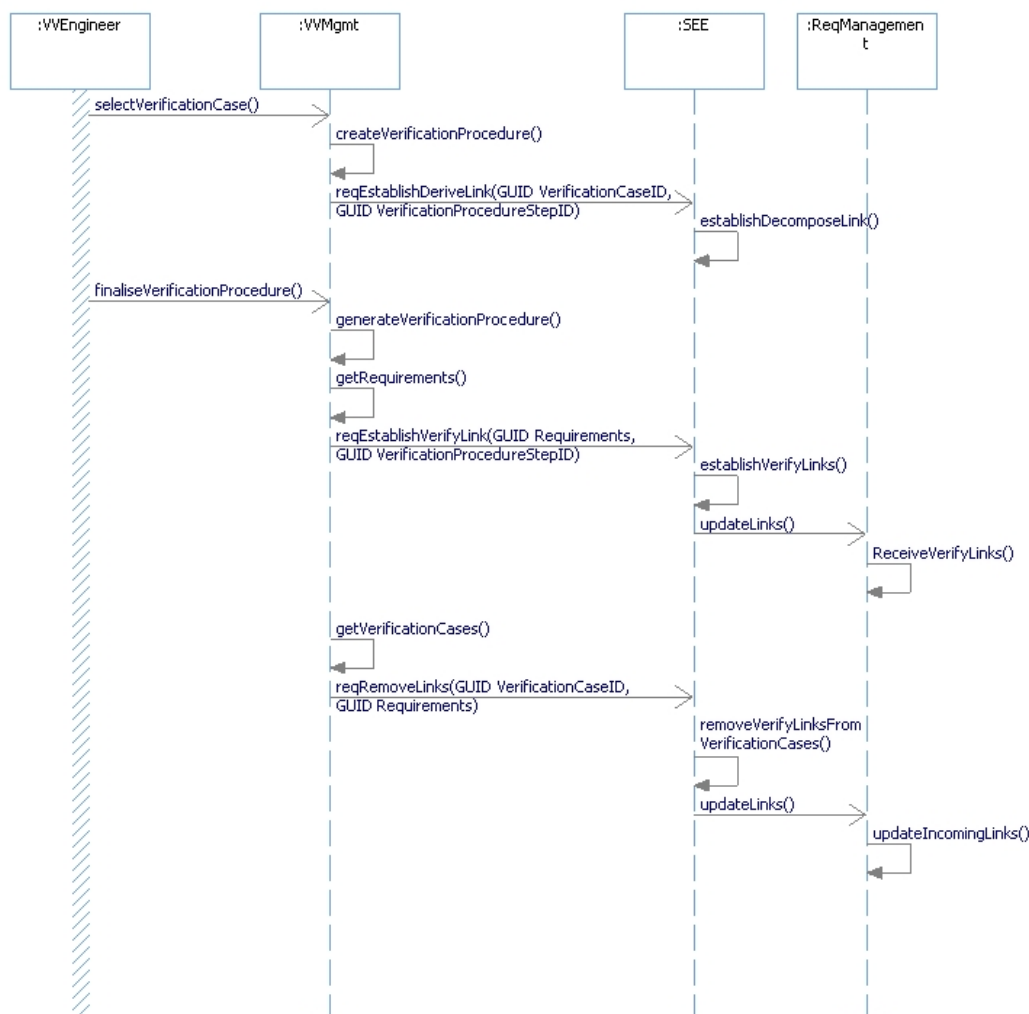 :VVEngineer
:VVMgmt
:SEE
:ReqManagemen
t
selectVerificationCase()
createVerificationProcedure()
reqEstablishDeriveLink(GUID VerificationCaseID,
GUID VerificationProcedureStepID)
establishDecomposeLink()
finaliseVerificationProcedure()
generateVerificationProcedure()
getRequirements()
reqEstablishVerifyLink(GUID Requirements,
GUID VerificationProcedureStepID)
establishVerifyLinks()
updateLinks()
ReceiveVerifyLinks()
getVerificationCases()
reqRemoveLinks(GUID VerificationCaseID,
GUID Requirements)
removeVerifyLinksFrom
VerificationCases()
updateLinks()
updateIncomingLinks()